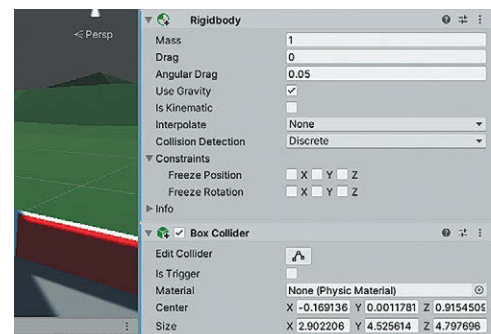 Persp
Rigidbody
Mass 1
Drag 0
Angular Drag 0.05
Use Gravity
Is Kinematic
Interpolate None
Collision Detection Discrete
Constraints
Freeze Position X Y Z
Freeze Rotation X Y Z
Info
Box Collider
Edit Collider
Is Trigger
Material None (Physic Material)
Center X -0.169136 Y 0.0011781 Z 0.9154509
Size X 2.902206 Y 4.525614 Z 4.797696